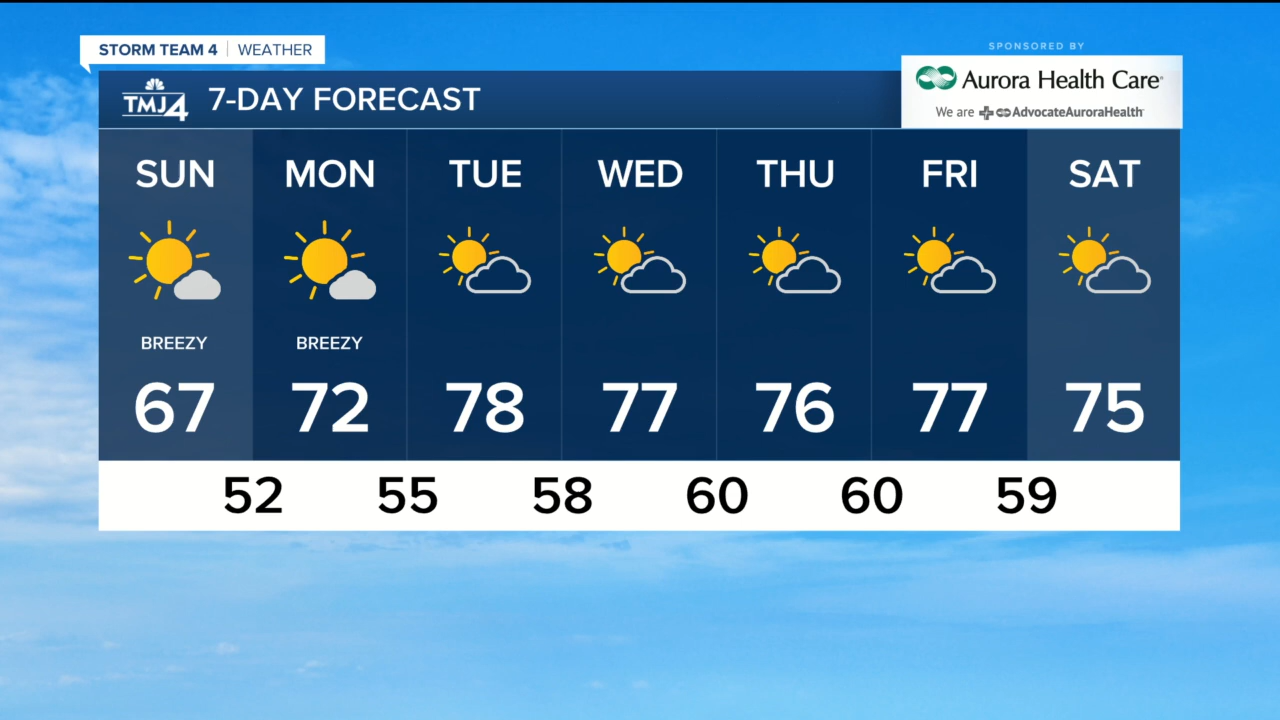 STORM TEAM 4 | WEATHER
SPONSORED BY
Aurora Health Care®
We are AdvocateAuroraHealth™
TMJ4 7-DAY FORECAST
SUN MON TUE WED THU FRI SAT
BREEZY BREEZY
67 72 78 77 76 77 75
52 55 58 60 60 59